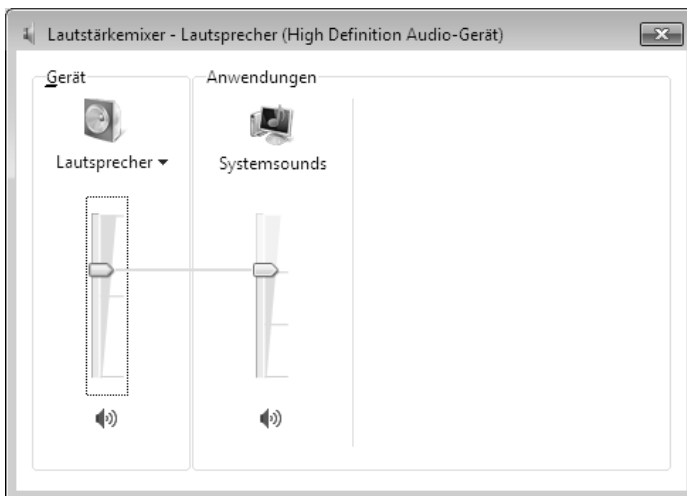 Lautstärkemixer - Lautsprecher (High Definition Audio-Gerät)
Gerät
Anwendungen
Lautsprecher
Systemsounds